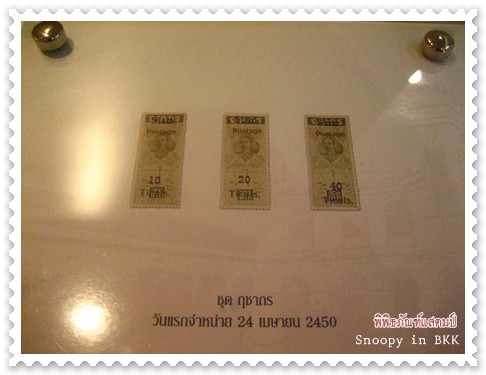 Siam Siam Siam
Postage Postage Postage
10 20 40
Ticals. Ticals. Ticals.
ชุด ฤชากร
วันแรกจำหน่าย 24 เมษายน 2450
พิพิธภัณฑ์แสตมป์
Snoopy in BKK